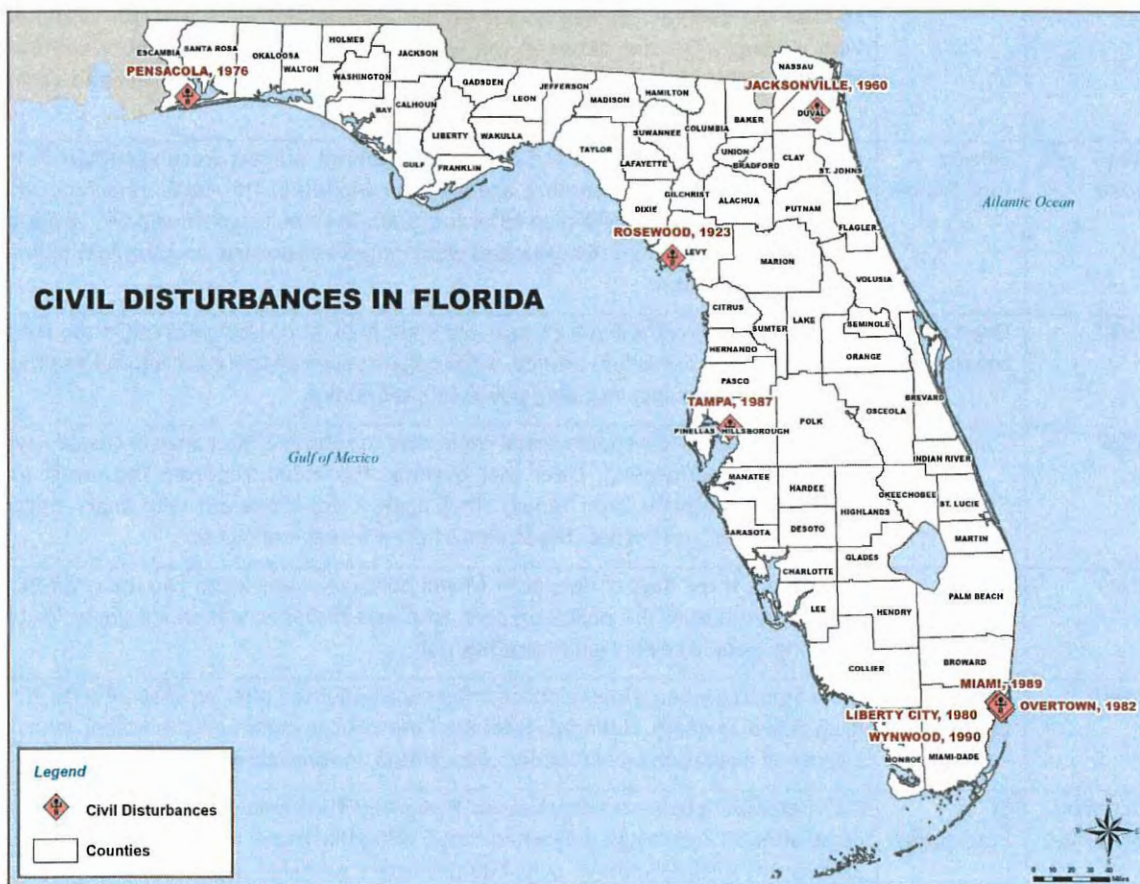 HOLMES
ESCAMBIA
SANTA ROSA
OKALOOSA
WALTON
JACKSON
PENSACOLA, 1976
WASHINGTON
BAY
CALHOUN
GADSDEN
LEON
JEFFERSON
MADISON
HAMILTON
LIBERTY
WAKULLA
GULF
FRANKLIN
TAYLOR
SUWANNEE
LAFAYETTE
COLUMBIA
BAKER
NASSAU
JACKSONVILLE, 1960
DUVAL
UNION
BRADFORD
CLAY
ST. JOHNS
GILCHRIST
DIXIE
ALACHUA
PUTNAM
Atlantic Ocean
FLAGLER
ROSEWOOD, 1923
LEVY
MARION
VOLUSIA
CIVIL DISTURBANCES IN FLORIDA
CITRUS
SUMTER
LAKE
SEMINOLE
HERNANDO
ORANGE
PASCO
BREVARD
TAMPA, 1987
OSCEOLA
POLK
PINELLAS
HILLSBOROUGH
Gulf of Mexico
INDIAN RIVER
MANATEE
HARDEE
OKEECHOBEE
HIGHLANDS
ST. LUCIE
SARASOTA
DESOTO
MARTIN
CHARLOTTE
GLADES
LEE
HENDRY
PALM BEACH
COLLIER
BROWARD
MIAMI, 1989
OVERTOWN, 1982
LIBERTY CITY, 1980
WYNWOOD, 1990
MONROE
MIAMI-DADE
Legend
Civil Disturbances
Counties
Miles